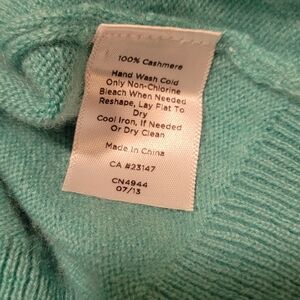 100% Cashmere
Hand Wash Cold
Only Non-Chlorine
Bleach When Needed
Reshape, Lay Flat To
Dry
Cool Iron, If Needed
Or Dry Clean
Made In China
CA #23147
CN4944
07/13